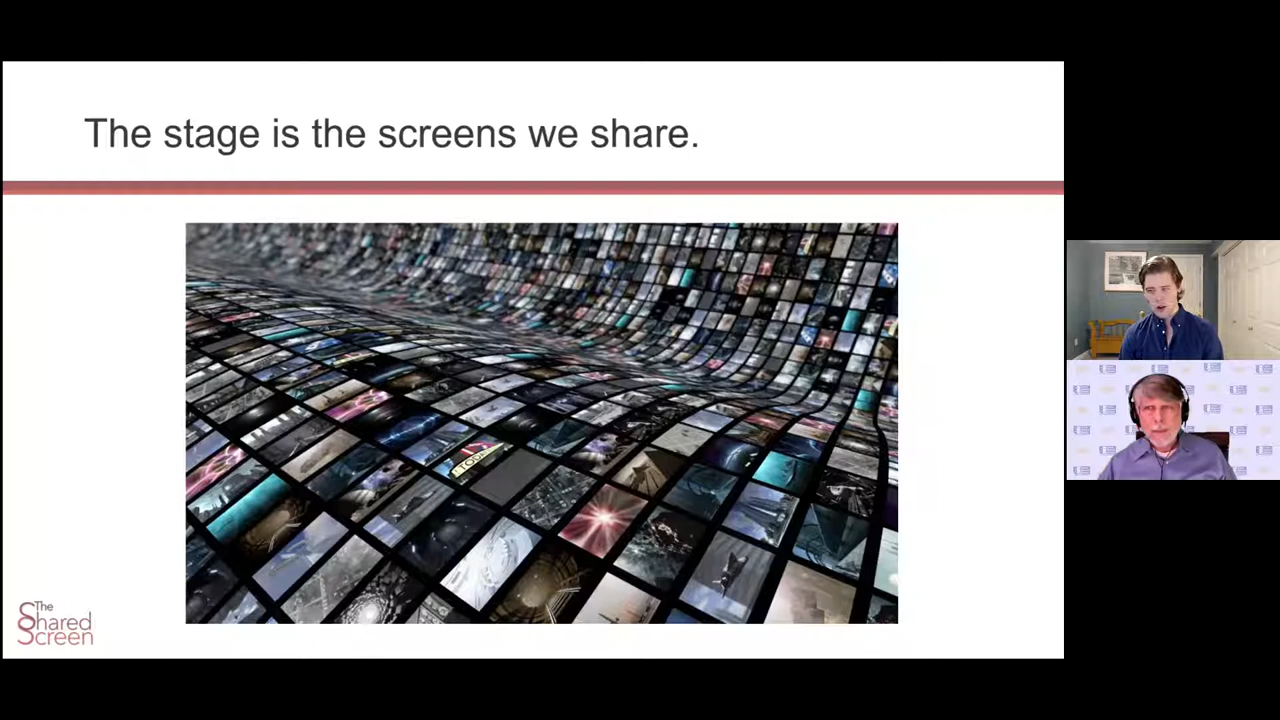 The stage is the screens we share.
The
Shared
Screen